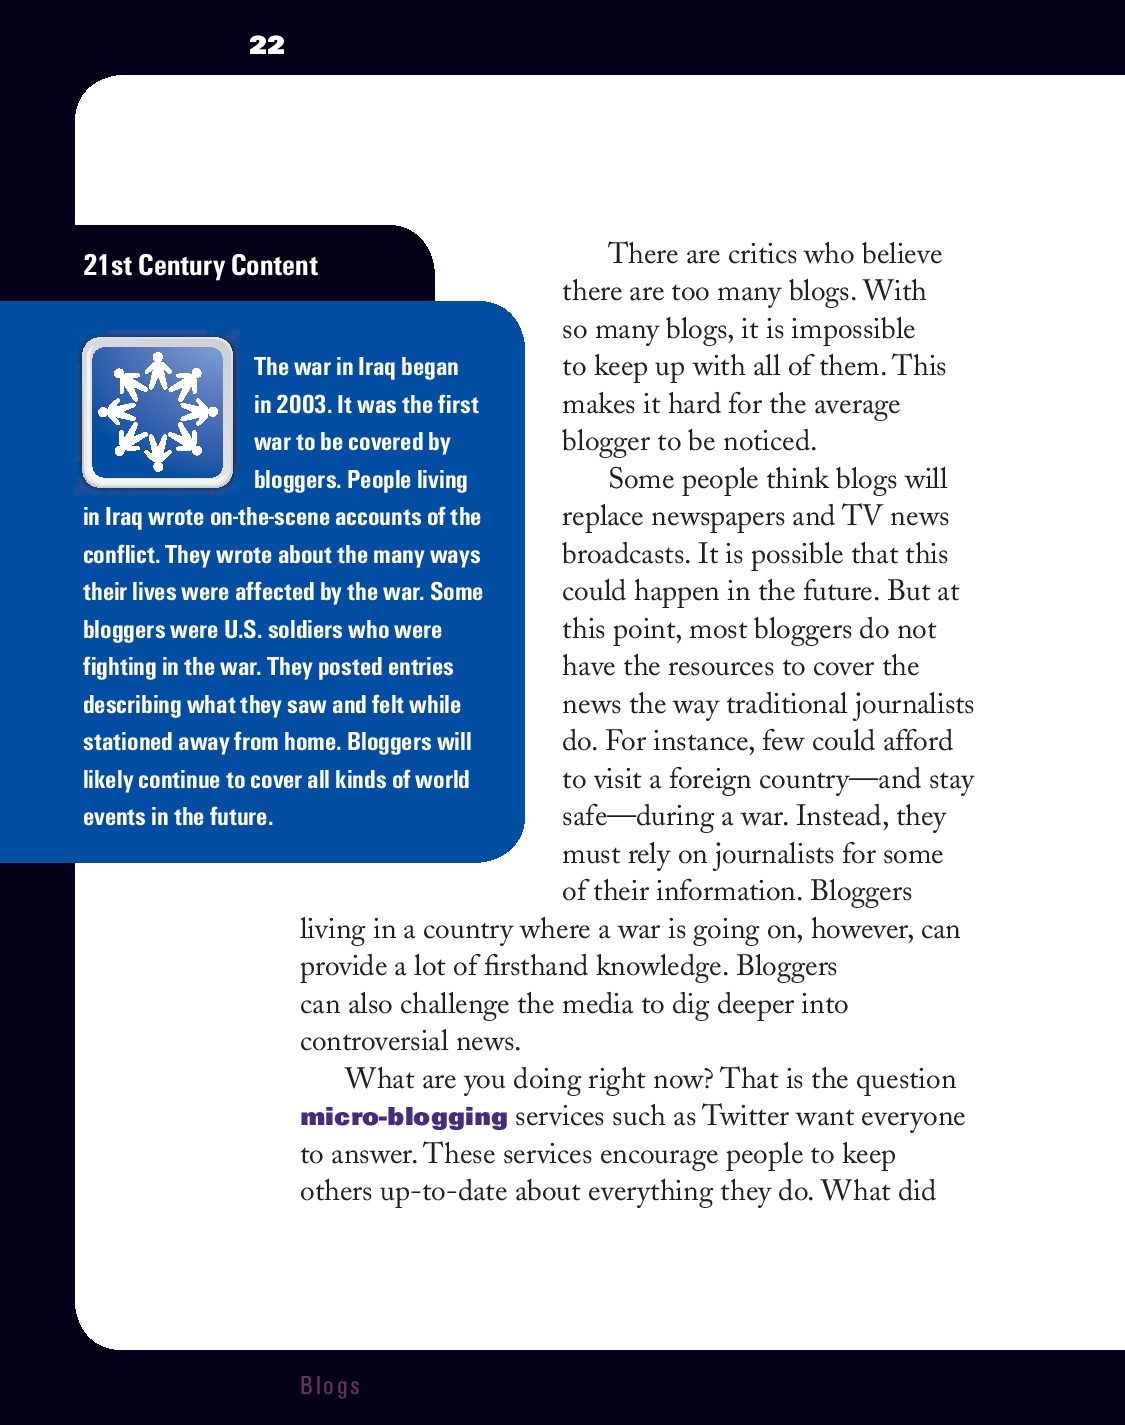 22
21st Century Content
The war in Iraq began
in 2003. It was the first
war to be covered by
bloggers. People living
in Iraq wrote on-the-scene accounts of the
conflict. They wrote about the many ways
their lives were affected by the war. Some
bloggers were U.S. soldiers who were
fighting in the war. They posted entries
describing what they saw and felt while
stationed away from home. Bloggers will
likely continue to cover all kinds of world
events in the future.
There are critics who believe
there are too many blogs. With
so many blogs, it is impossible
to keep up with all of them. This
makes it hard for the average
blogger to be noticed.
Some people think blogs will
replace newspapers and TV news
broadcasts. It is possible that this
could happen in the future. But at
this point, most bloggers do not
have the resources to cover the
news the way traditional journalists
do. For instance, few could afford
to visit a foreign country—and stay
safe—during a war. Instead, they
must rely on journalists for some
of their information. Bloggers
living in a country where a war is going on, however, can
provide a lot of firsthand knowledge. Bloggers
can also challenge the media to dig deeper into
controversial news.
What are you doing right now? That is the question
micro-blogging services such as Twitter want everyone
to answer. These services encourage people to keep
others up-to-date about everything they do. What did
Blogs